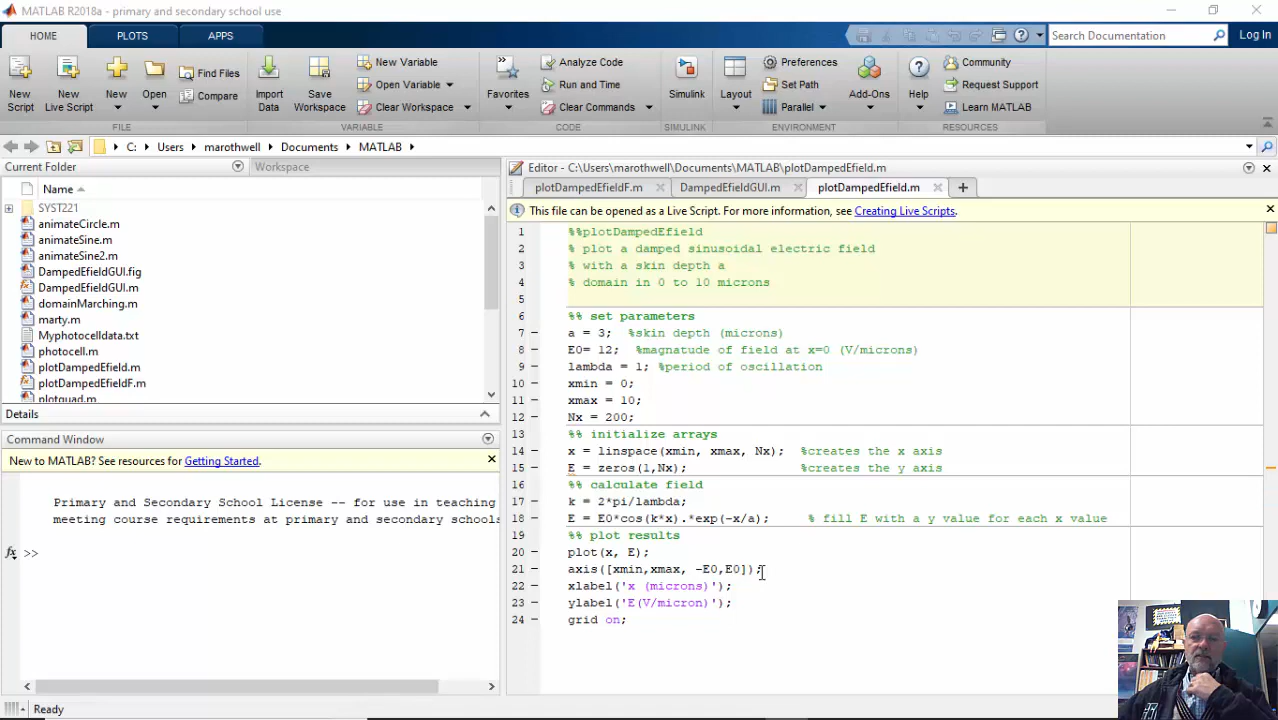 MATLAB R2018a - primary and secondary school use
HOME PLOTS APPS
Search Documentation
Log In
New Script
New Live Script
New
Open
Find Files
Compare
Import Data
Save Workspace
New Variable
Open Variable
Clear Workspace
Favorites
Analyze Code
Run and Time
Clear Commands
Simulink
Layout
Preferences
Set Path
Parallel
Add-Ons
Help
Community
Request Support
Learn MATLAB
FILE VARIABLE CODE SIMULINK ENVIRONMENT RESOURCES
C: Users marothwell Documents MATLAB
Current Folder
Workspace
Name
SYST221
animateCircle.m
animateSine.m
animateSine2.m
DampedEfieldGUI.fig
DampedEfieldGUI.m
domainMarching.m
marty.m
Myphotocelldata.txt
photocell.m
plotDampedEfield.m
plotDampedEfieldF.m
plotquad.m
Details
Command Window
New to MATLAB? See resources for Getting Started.
Primary and Secondary School License -- for use in teaching
meeting course requirements at primary and secondary schools
fx >>
Ready
Editor - C:\Users\marothwell\Documents\MATLAB\plotDampedEfield.m
plotDampedEfieldF.m DampedEfieldGUI.m plotDampedEfield.m
This file can be opened as a Live Script. For more information, see Creating Live Scripts.
1 %%plotDampedEfield
2 % plot a damped sinusoidal electric field
3 % with a skin depth a
4 % domain in 0 to 10 microns
5
6 %% set parameters
7 – a = 3; %skin depth (microns)
8 – E0= 12; %magnatude of field at x=0 (V/microns)
9 – lambda = 1; %period of oscillation
10 – xmin = 0;
11 – xmax = 10;
12 – Nx = 200;
13 %% initialize arrays
14 – x = linspace(xmin, xmax, Nx); %creates the x axis
15 – E = zeros(1,Nx); %creates the y axis
16 %% calculate field
17 – k = 2*pi/lambda;
18 – E = E0*cos(k*x).*exp(-x/a); % fill E with a y value for each x value
19 %% plot results
20 – plot(x, E);
21 – axis([xmin,xmax, -E0,E0]);
22 – xlabel('x (microns)');
23 – ylabel('E(V/micron)');
24 – grid on;